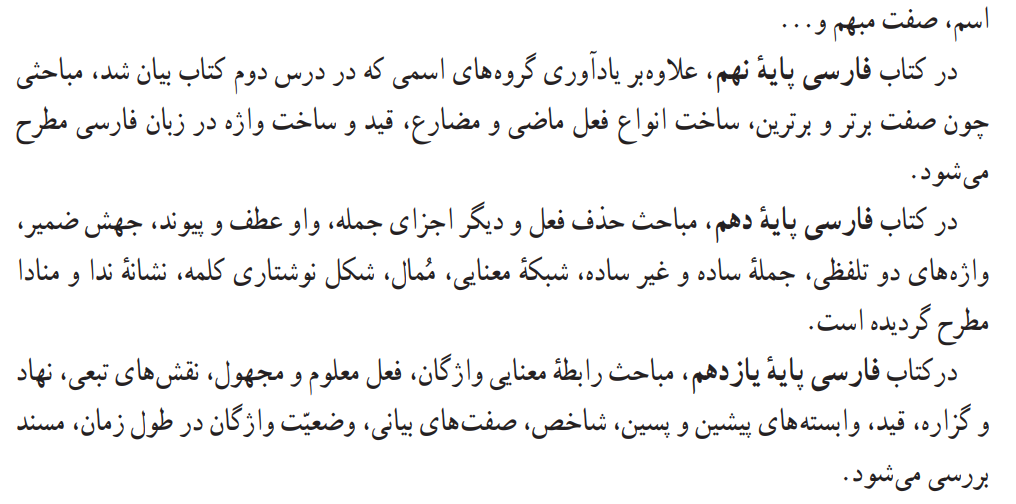 اسم، صفت مبهم و...
در کتاب فارسی پایهٔ نهم، علاوه‌بر یادآوری گروه‌های اسمی که در درس دوم کتاب بیان شد، مباحثی
چون صفت برتر و برترین، ساخت انواع فعل ماضی و مضارع، قید و ساخت واژه در زبان فارسی مطرح
می‌شود.
در کتاب فارسی پایهٔ دهم، مباحث حذف فعل و دیگر اجزای جمله، واو عطف و پیوند، جهش ضمیر،
واژه‌های دو تلفظی، جملهٔ ساده و غیر ساده، شبکهٔ معنایی، مُمال، شکل نوشتاری کلمه، نشانهٔ ندا و منادا
مطرح گردیده است.
درکتاب فارسی پایهٔ یازدهم، مباحث رابطهٔ معنایی واژگان، فعل معلوم و مجهول، نقش‌های تبعی، نهاد
و گزاره، قید، وابسته‌های پیشین و پسین، شاخص، صفت‌های بیانی، وضعیّت واژگان در طول زمان، مسند
بررسی می‌شود.